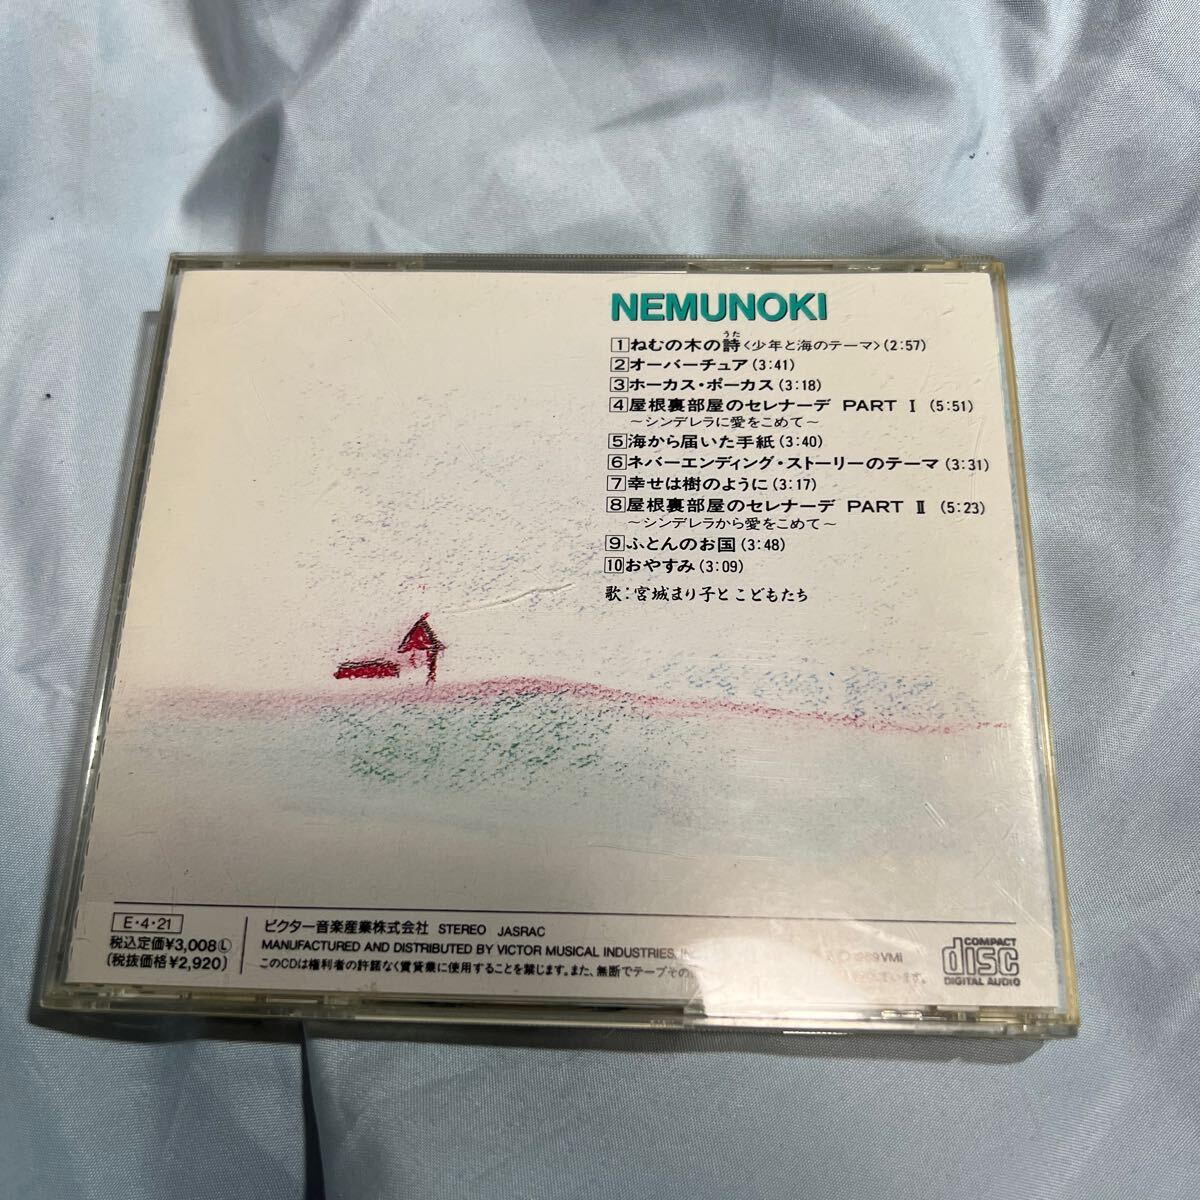 NEMUNOKI
うた
1 ねむの木の詩<少年と海のテーマ>(2:57)
2 オーバーチュア(3:41)
3 ホーカス・ポーカス(3:18)
4 屋根裏部屋のセレナーデ PART Ⅰ (5:51)
～シンデレラに愛をこめて～
5 海から届いた手紙(3:40)
6 ネバーエンディング・ストーリーのテーマ(3:31)
7 幸せは樹のように(3:17)
8 屋根裏部屋のセレナーデ PART Ⅱ (5:23)
～シンデレラから愛をこめて～
9 ふとんのお国(3:48)
10 おやすみ(3:09)
歌：宮城まり子とこどもたち
E・4・21
税込定価¥3,008Ⓛ
(税抜価格¥2,920)
ビクター音楽産業株式会社 STEREO JASRAC
MANUFACTURED AND DISTRIBUTED BY VICTOR MUSICAL INDUSTRIES, INC.
VMI
このCDは権利者の許諾なく賃貸業に使用することを禁じます。また、無断でテープその
COMPACT
disc
DIGITAL AUDIO